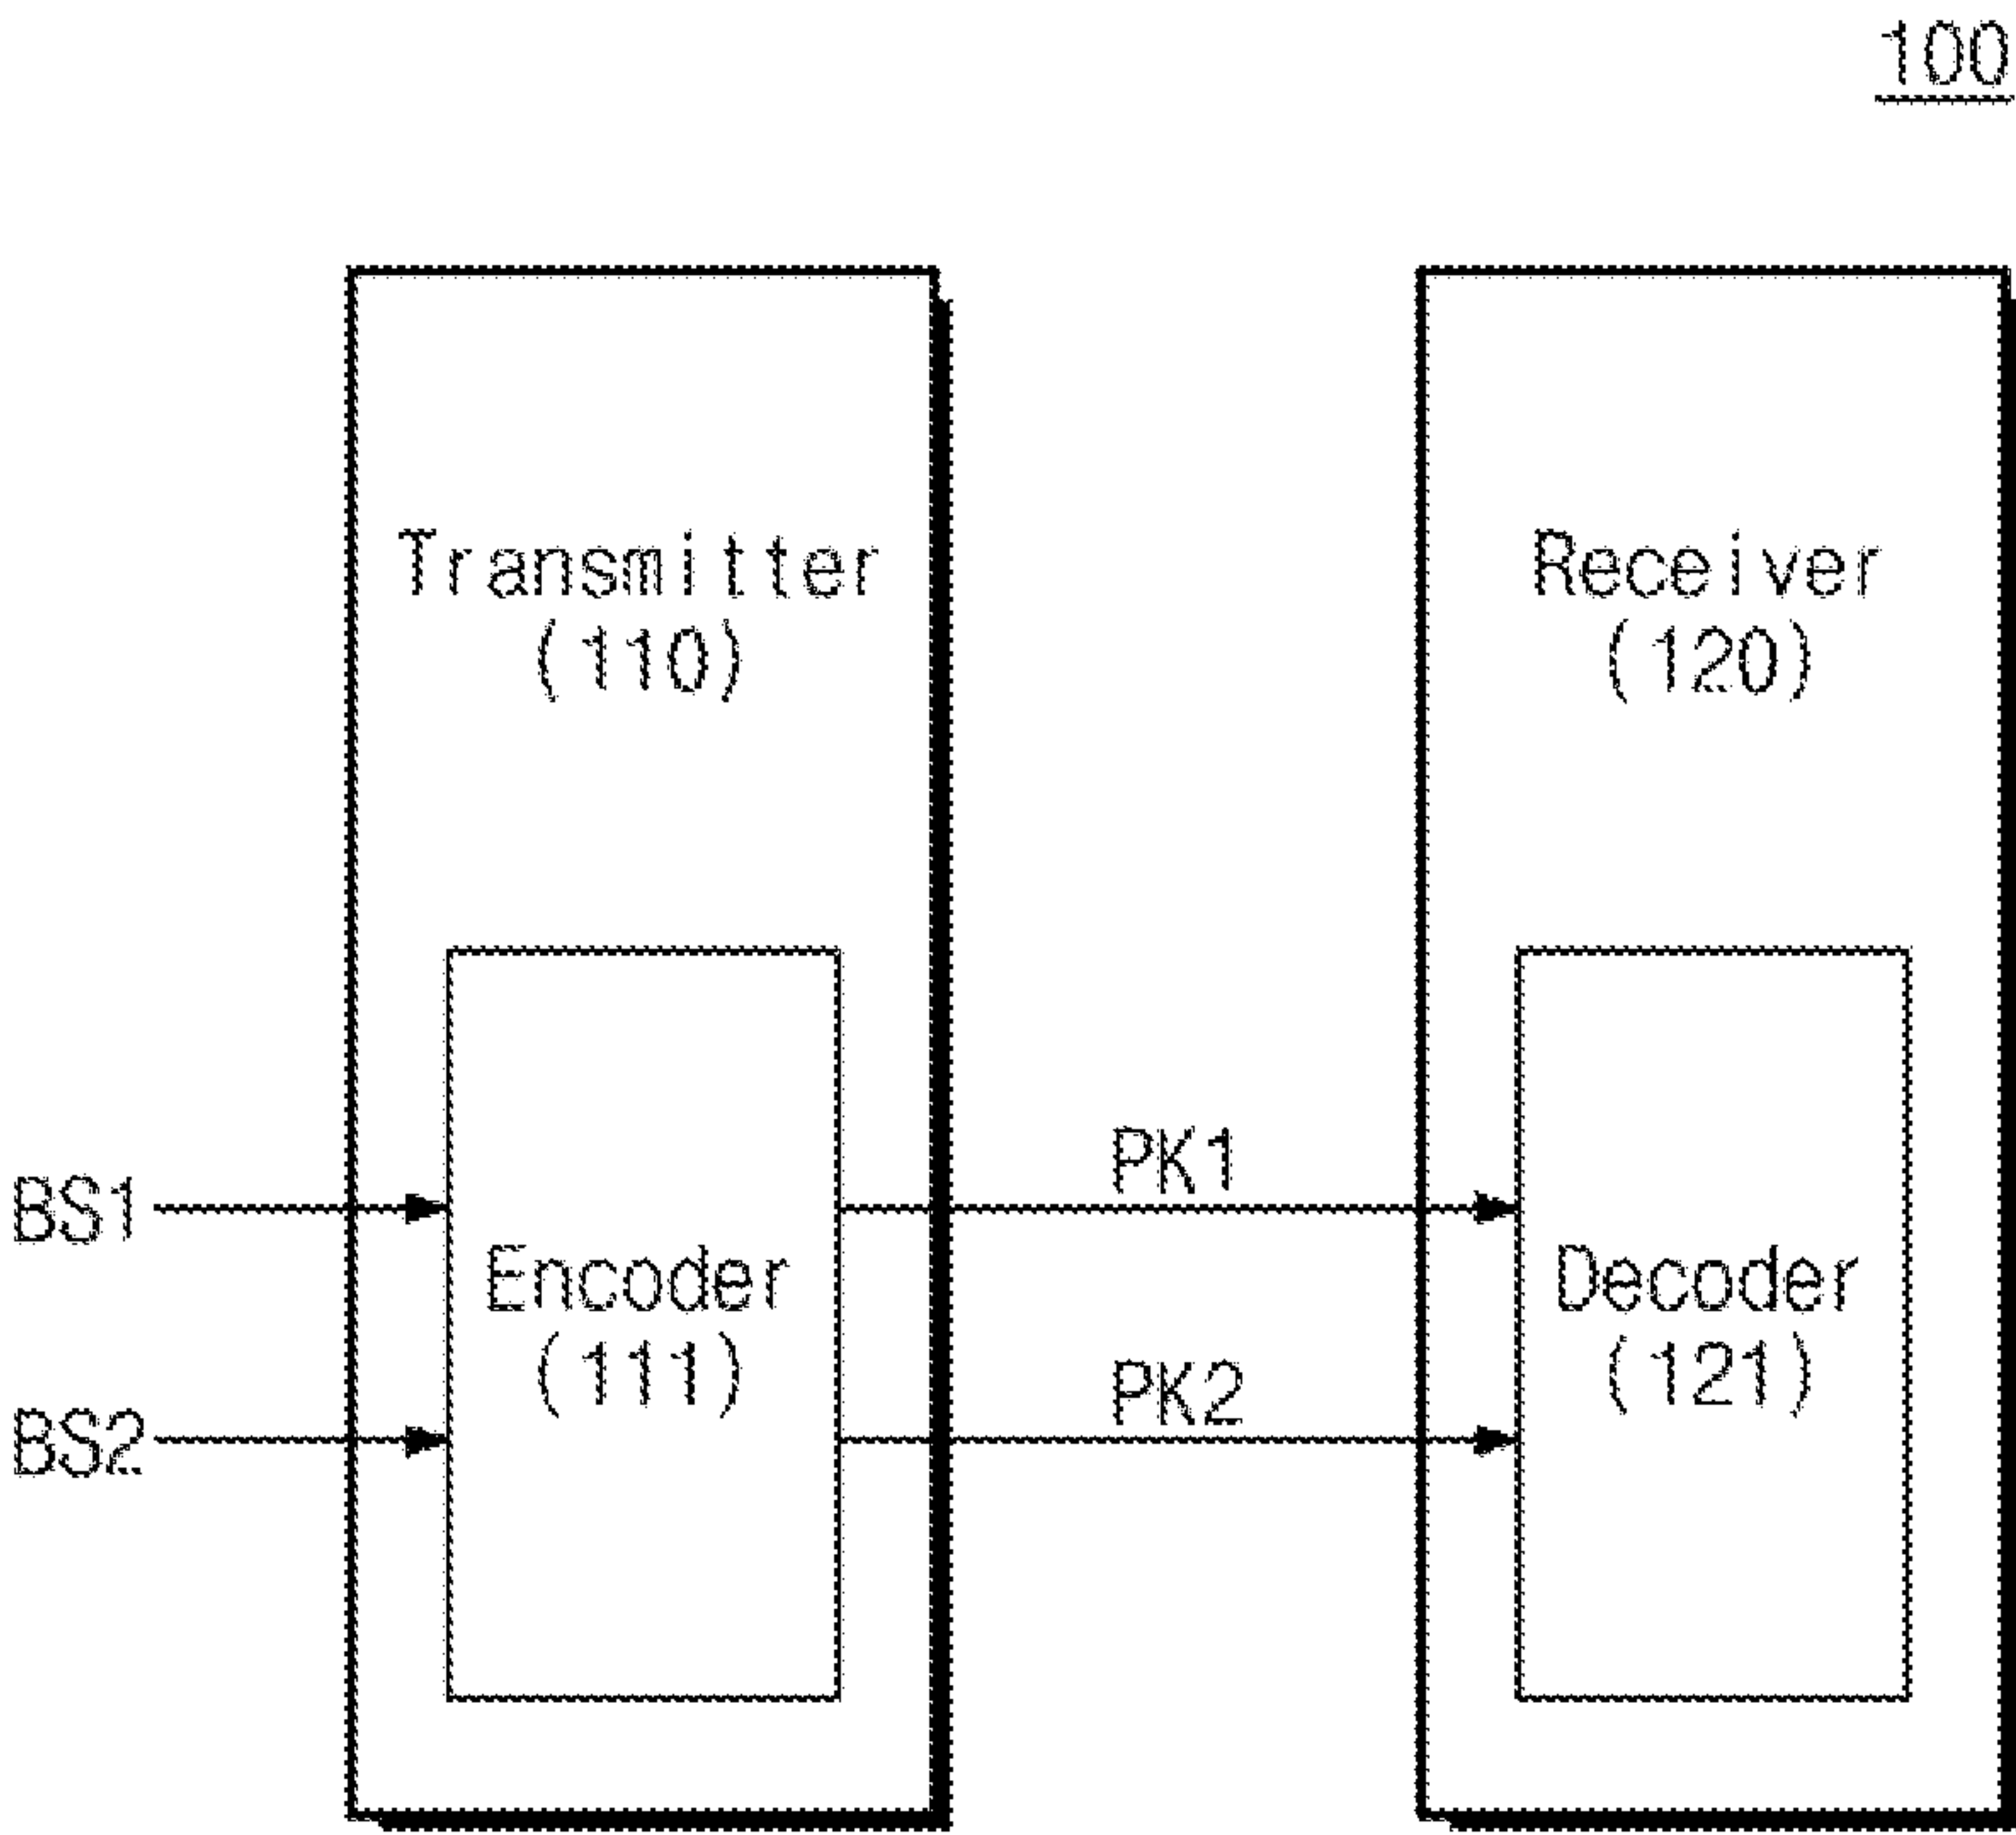 100
Transmitter
(110)
Receiver
(120)
BS1
BS2
Encoder
(111)
PK1
PK2
Decoder
(121)